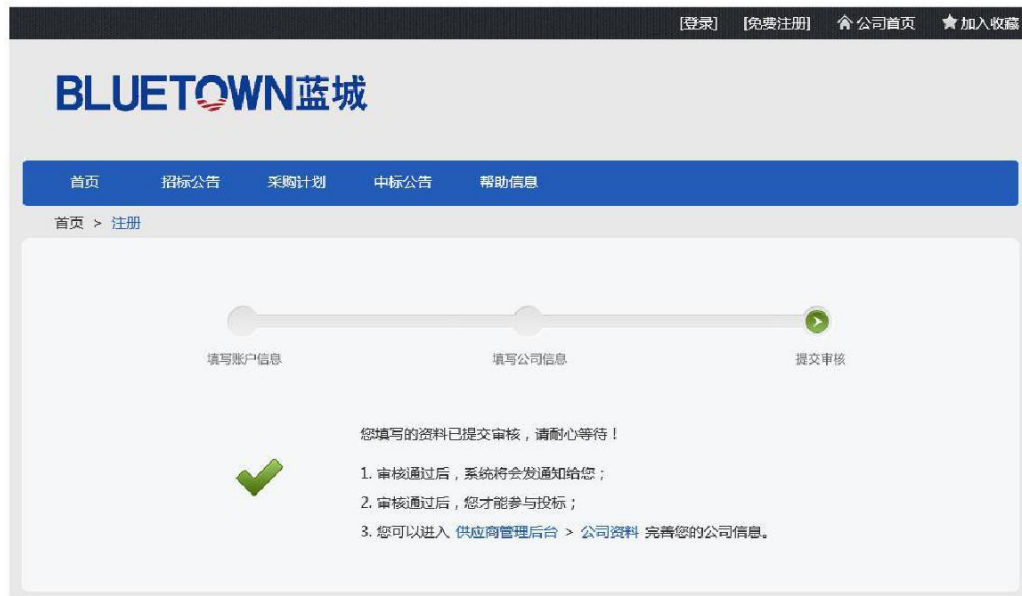 [登录] [免费注册] 公司首页 加入收藏
BLUETOWN蓝城
首页 招标公告 采购计划 中标公告 帮助信息
首页 > 注册
填写账户信息 填写公司信息 提交审核
您填写的资料已提交审核，请耐心等待！
1. 审核通过后，系统将会发通知给您；
2. 审核通过后，您才能参与投标；
3. 您可以进入 供应商管理后台 > 公司资料 完善您的公司信息。